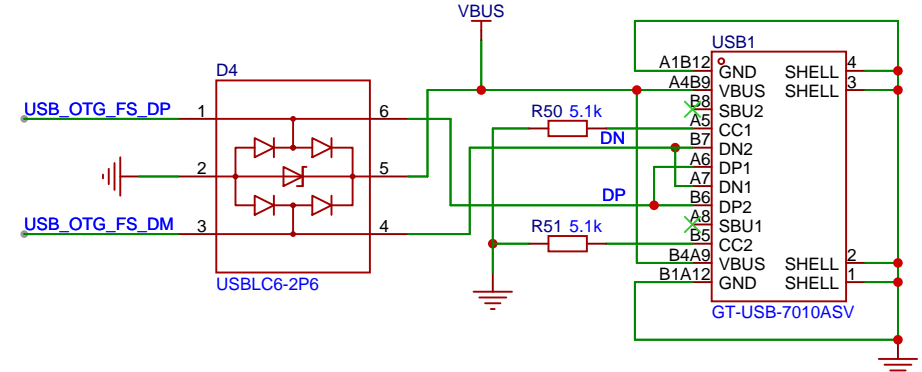 VBUS
D4
USB1
USB_OTG_FS_DP
1
6
2
5
USB_OTG_FS_DM
3
4
USBLC6-2P6
R50 5.1k
DN
DP
R51 5.1k
A1B12 GND SHELL 4
A4B9 VBUS SHELL 3
B8 SBU2
A5 CC1
B7 DN2
A6 DP1
A7 DN1
B6 DP2
A8 SBU1
B5 CC2
B4A9 VBUS SHELL 2
B1A12 GND SHELL 1
GT-USB-7010ASV